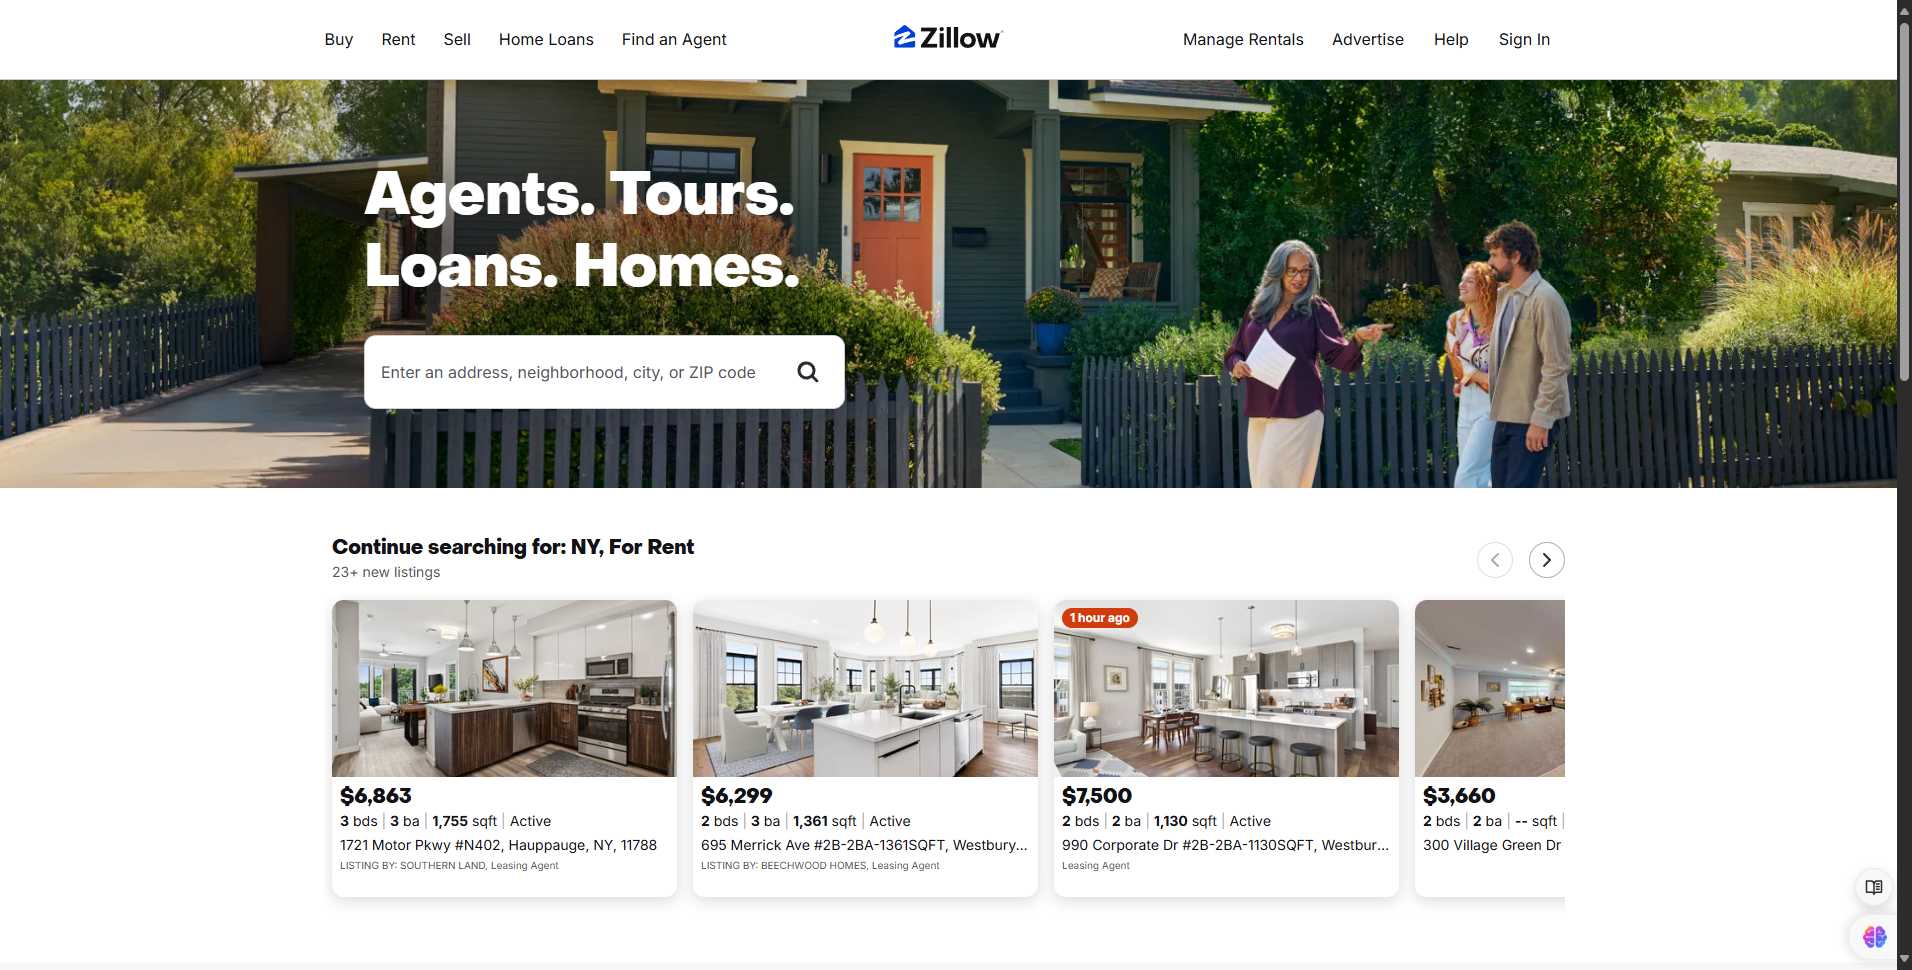 Buy Rent Sell Home Loans Find an Agent Zillow Manage Rentals Advertise Help Sign In
Agents. Tours.
Loans. Homes.
Enter an address, neighborhood, city, or ZIP code
Continue searching for: NY, For Rent
23+ new listings
$6,863
3 bds | 3 ba | 1,755 sqft | Active
1721 Motor Pkwy #N402, Hauppauge, NY, 11788
LISTING BY: SOUTHERN LAND, Leasing Agent
$6,299
2 bds | 3 ba | 1,361 sqft | Active
695 Merrick Ave #2B-2BA-1361SQFT, Westbury...
LISTING BY: BEECHWOOD HOMES, Leasing Agent
1 hour ago
$7,500
2 bds | 2 ba | 1,130 sqft | Active
990 Corporate Dr #2B-2BA-1130SQFT, Westbur...
Leasing Agent
$3,660
2 bds | 2 ba | -- sqft |
300 Village Green Dr